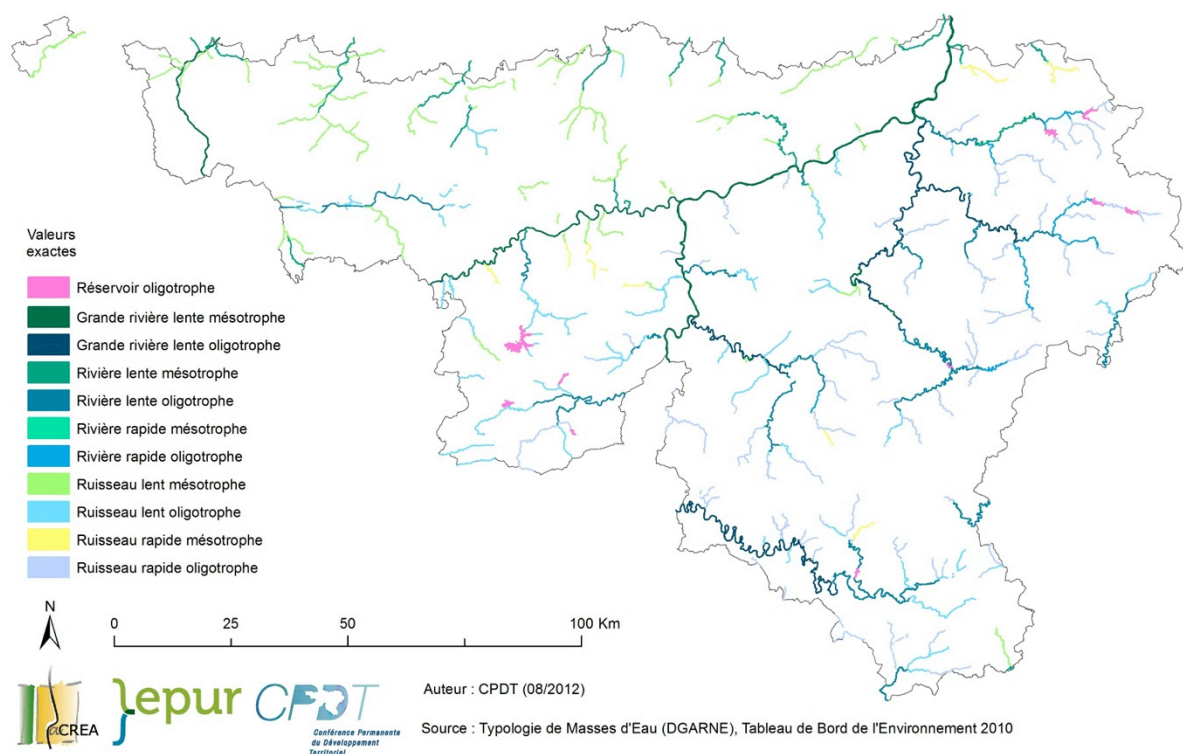 Valeurs
exactes
Réservoir oligotrophe
Grande rivière lente mésotrophe
Grande rivière lente oligotrophe
Rivière lente mésotrophe
Rivière lente oligotrophe
Rivière rapide mésotrophe
Rivière rapide oligotrophe
Ruisseau lent mésotrophe
Ruisseau lent oligotrophe
Ruisseau rapide mésotrophe
Ruisseau rapide oligotrophe
N
0 25 50 100 Km
CREA
lepur
CPDT
Conférence Permanente
du Développement
Territorial
Auteur : CPDT (08/2012)
Source : Typologie de Masses d'Eau (DGARNE), Tableau de Bord de l'Environnement 2010